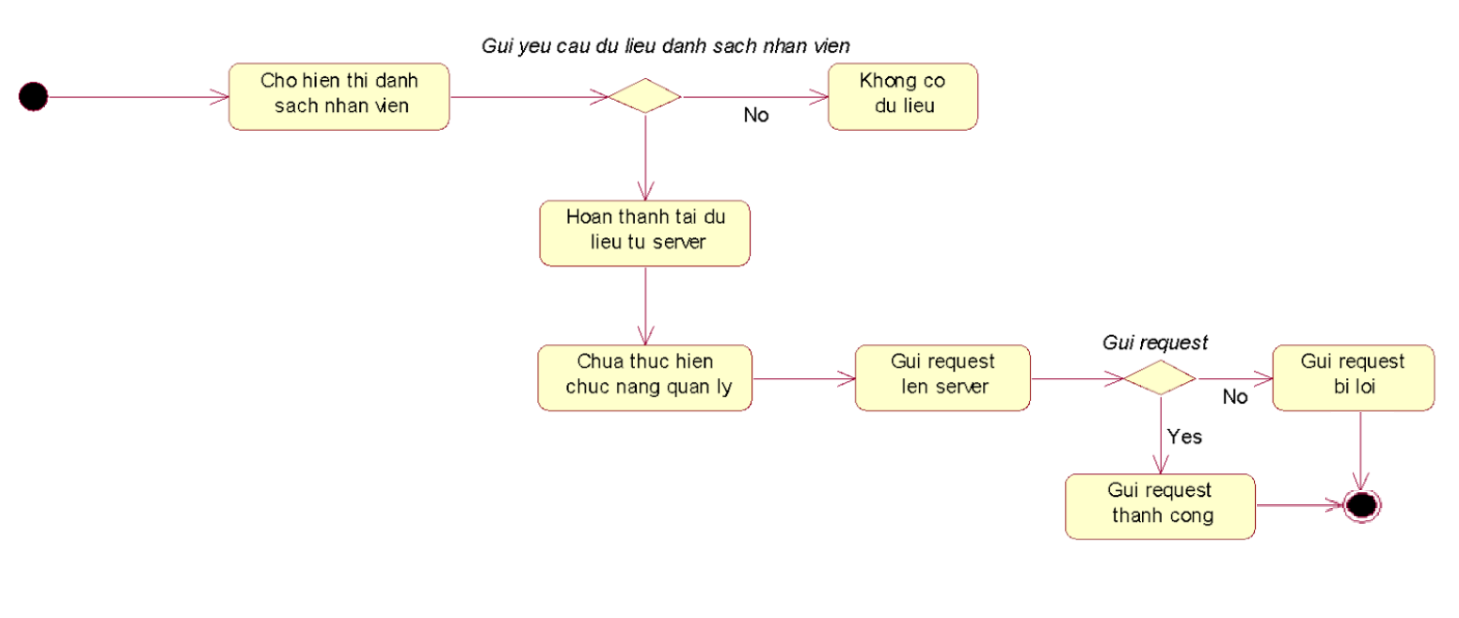 Gui yeu cau du lieu danh sach nhan vien
Cho hien thi danh
sach nhan vien
No
Khong co
du lieu
Hoan thanh tai du
lieu tu server
Chua thuc hien
chuc nang quan ly
Gui request
len server
Gui request
No
Gui request
bi loi
Yes
Gui request
thanh cong